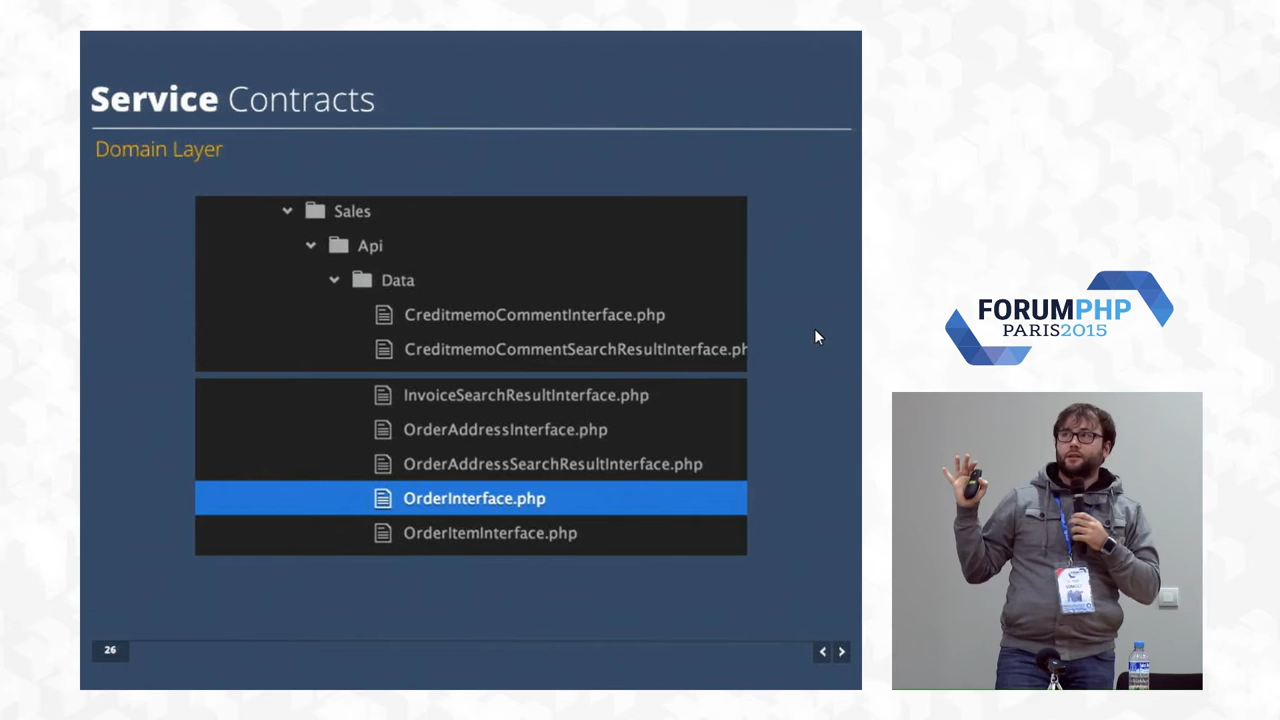 Service Contracts
Domain Layer
Sales
Api
Data
CreditmemoCommentInterface.php
CreditmemoCommentSearchResultInterface.ph
InvoiceSearchResultInterface.php
OrderAddressInterface.php
OrderAddressSearchResultInterface.php
OrderInterface.php
OrderItemInterface.php
26
FORUMPHP
PARIS2015